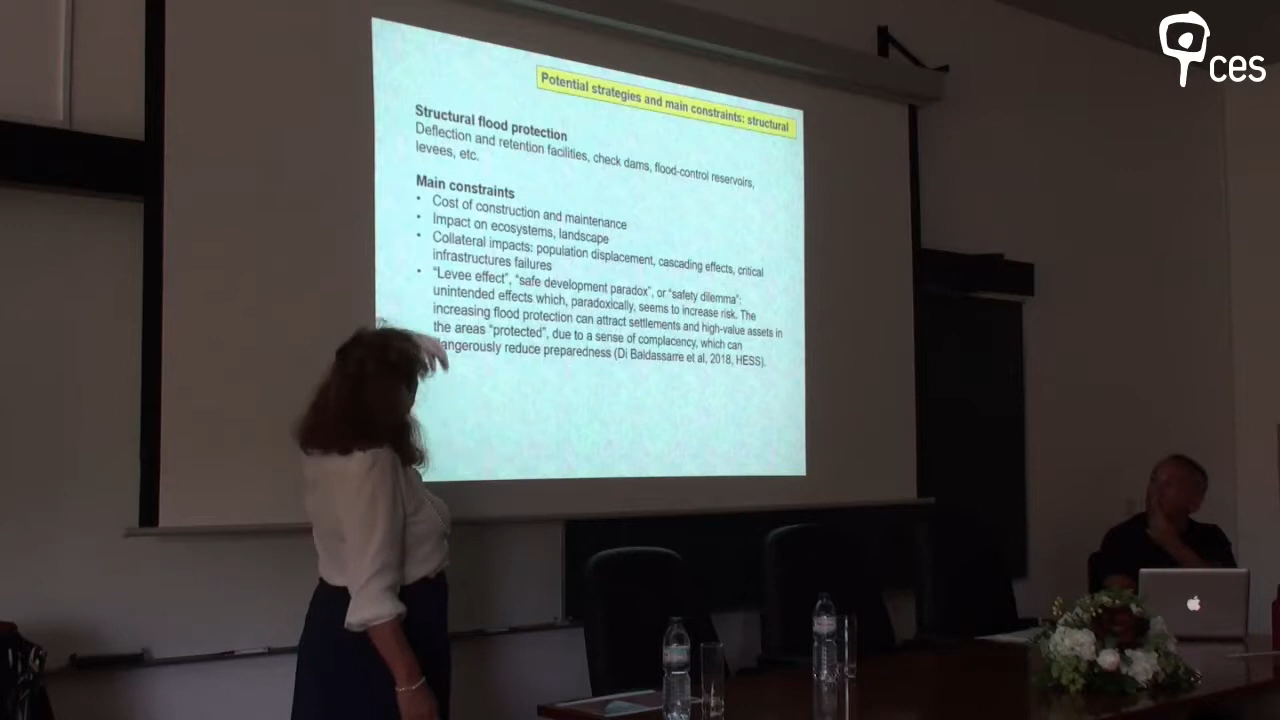 ces
Potential strategies and main constraints: structural
Structural flood protection
Deflection and retention facilities, check dams, flood-control reservoirs,
levees, etc.
Main constraints
• Cost of construction and maintenance
• Impact on ecosystems, landscape
• Collateral impacts: population displacement, cascading effects, critical
infrastructures failures
• “Levee effect”, “safe development paradox”, or “safety dilemma”:
unintended effects which, paradoxically, seems to increase risk. The
increasing flood protection can attract settlements and high-value assets in
the areas “protected”, due to a sense of complacency, which can
dangerously reduce preparedness (Di Baldassarre et al, 2018, HESS).